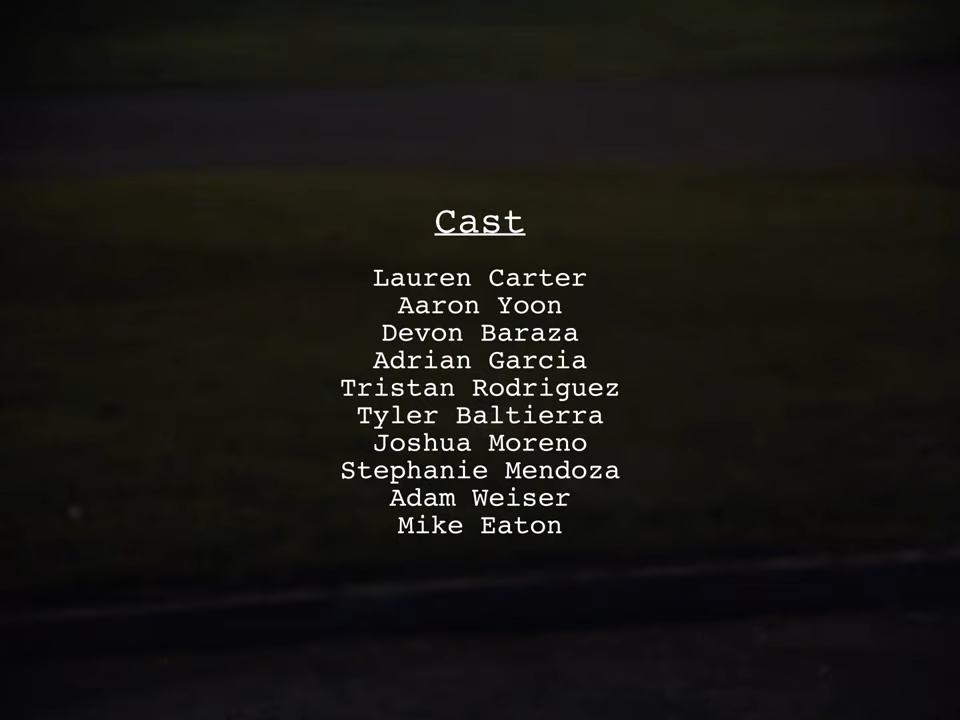 Cast
Lauren Carter
Aaron Yoon
Devon Baraza
Adrian Garcia
Tristan Rodriguez
Tyler Baltierra
Joshua Moreno
Stephanie Mendoza
Adam Weiser
Mike Eaton